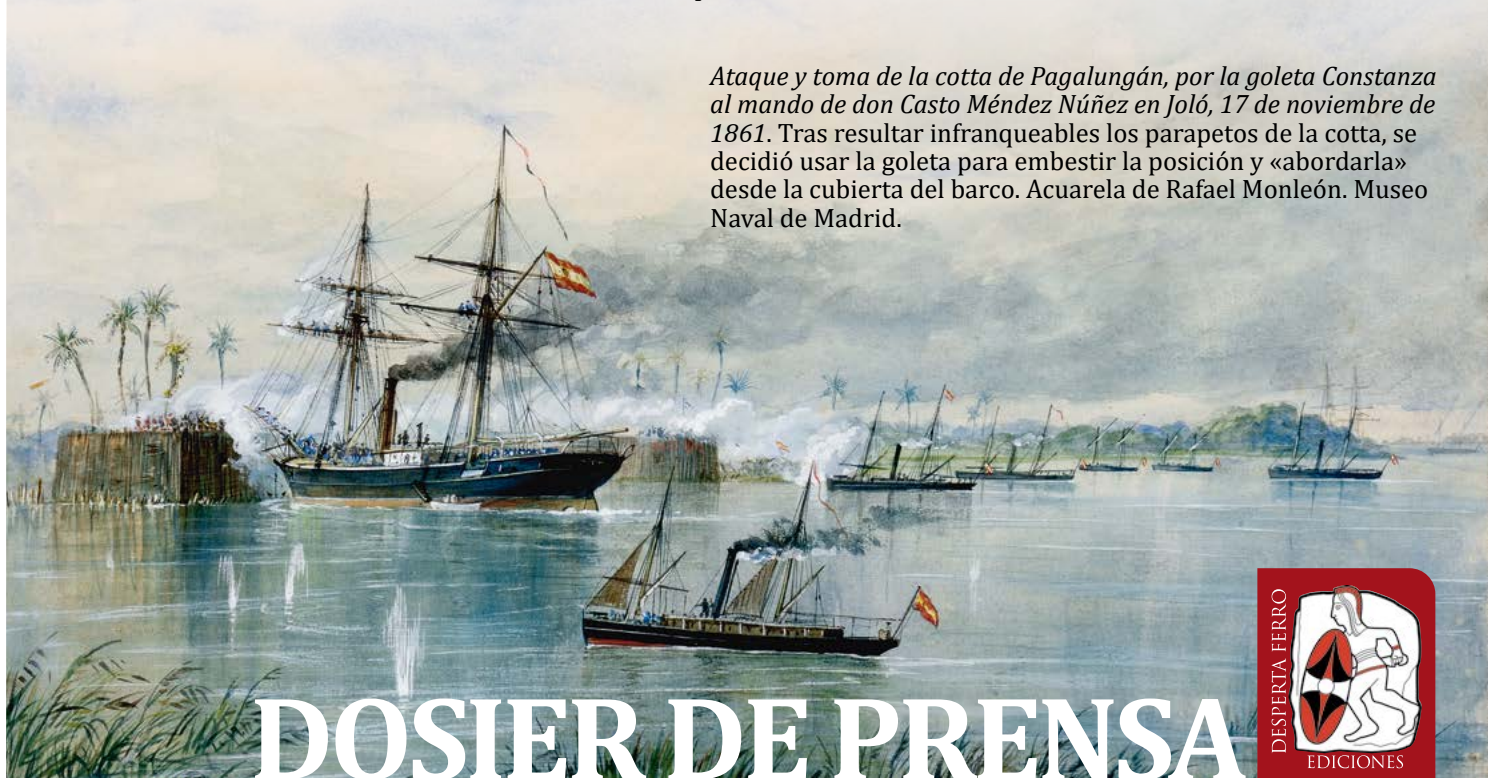 Ataque y toma de la cotta de Pagalungán, por la goleta Constanza
al mando de don Casto Méndez Núñez en Joló, 17 de noviembre de
1861. Tras resultar infranqueables los parapetos de la cotta, se
decidió usar la goleta para embestir la posición y «abordarla»
desde la cubierta del barco. Acuarela de Rafael Monleón. Museo
Naval de Madrid.
DOSIER DE PRENSA
DESPERTA FERRO
EDICIONES